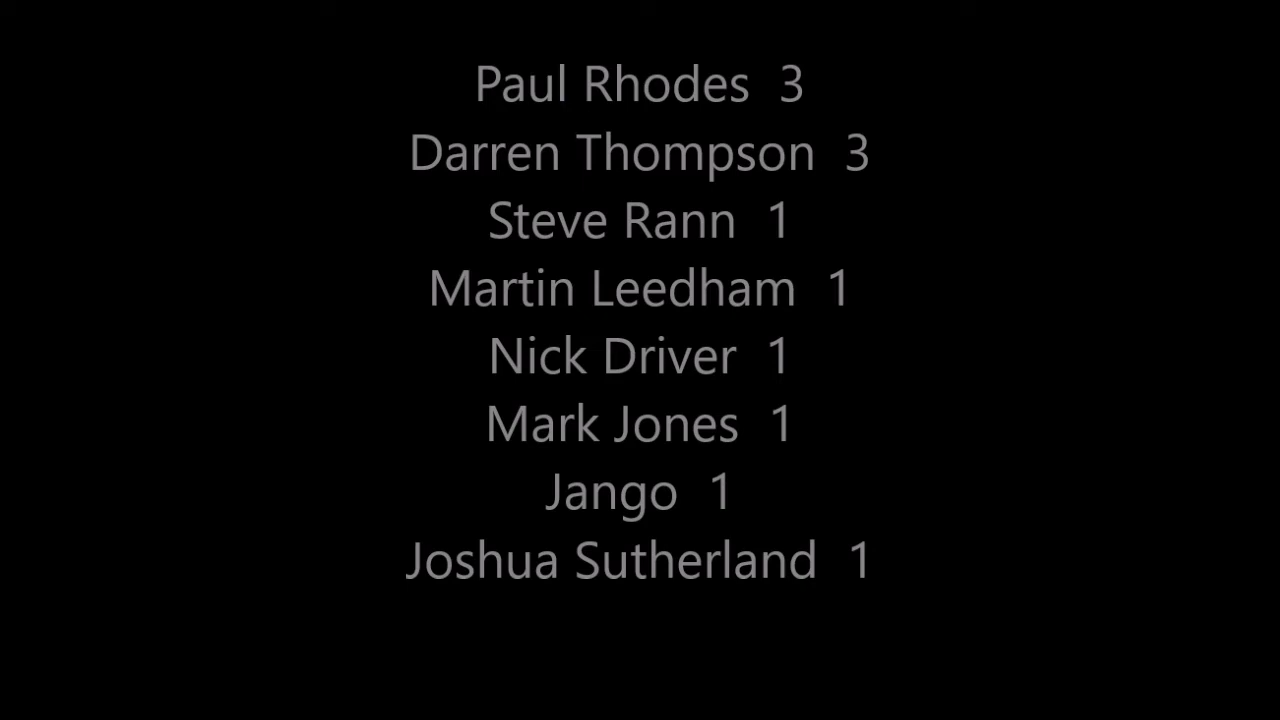 Paul Rhodes  3
Darren Thompson  3
Steve Rann  1
Martin Leedham  1
Nick Driver  1
Mark Jones  1
Jango  1
Joshua Sutherland  1